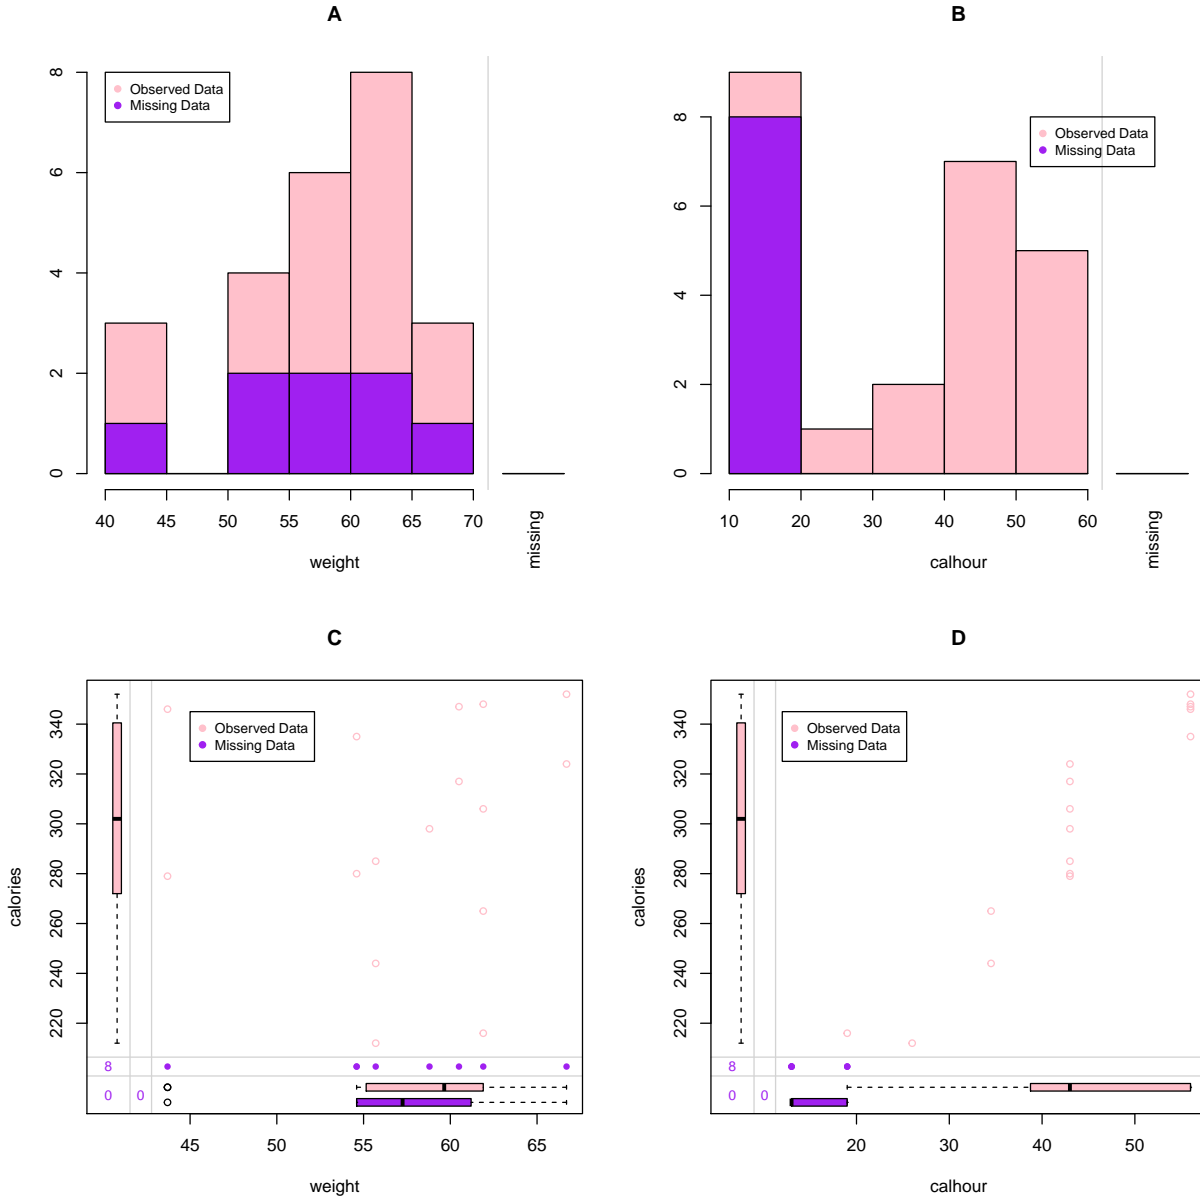 A
8
6
4
2
0
Observed Data
Missing Data
40 45 50 55 60 65 70
missing
weight
B
8
6
4
2
0
Observed Data
Missing Data
10 20 30 40 50 60
missing
calhour
C
calories
340
320
300
280
260
240
220
Observed Data
Missing Data
8
0 0
45 50 55 60 65
weight
D
calories
340
320
300
280
260
240
220
Observed Data
Missing Data
8
0 0
20 30 40 50
calhour